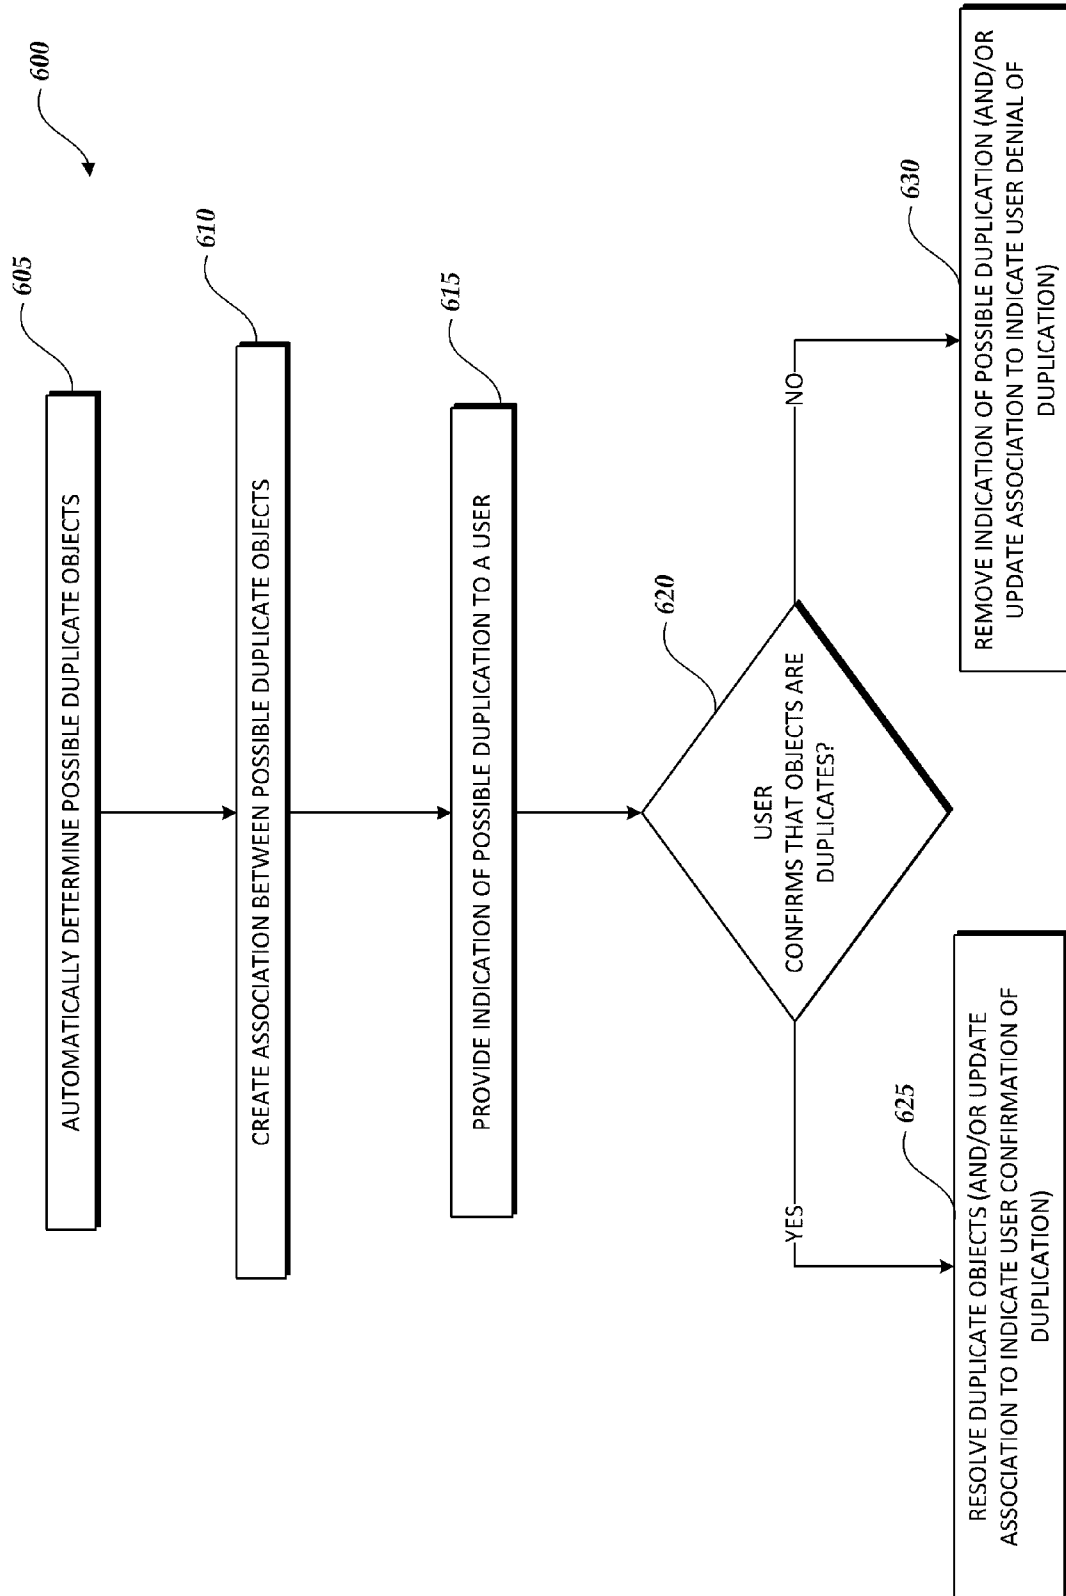 600
605
AUTOMATICALLY DETERMINE POSSIBLE DUPLICATE OBJECTS
610
CREATE ASSOCIATION BETWEEN POSSIBLE DUPLICATE OBJECTS
615
PROVIDE INDICATION OF POSSIBLE DUPLICATION TO A USER
620
USER
CONFIRMS THAT OBJECTS ARE
DUPLICATES?
YES
NO
625
RESOLVE DUPLICATE OBJECTS (AND/OR UPDATE
ASSOCIATION TO INDICATE USER CONFIRMATION OF
DUPLICATION)
630
REMOVE INDICATION OF POSSIBLE DUPLICATION (AND/OR
UPDATE ASSOCIATION TO INDICATE USER DENIAL OF
DUPLICATION)